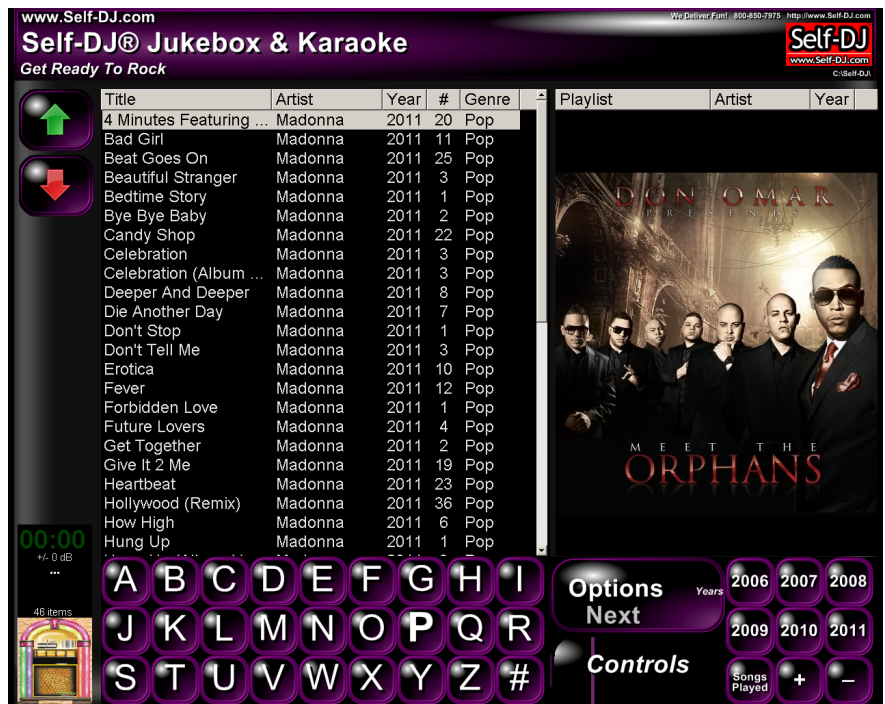 www.Self-DJ.com
We Deliver Fun! 800-850-7975 http://www.Self-DJ.com
Self-DJ® Jukebox & Karaoke
Self-DJ
www.Self-DJ.com
Get Ready To Rock
C:\Self-DJ\
Title Artist Year # Genre
4 Minutes Featuring ... Madonna 2011 20 Pop
Bad Girl Madonna 2011 11 Pop
Beat Goes On Madonna 2011 25 Pop
Beautiful Stranger Madonna 2011 3 Pop
Bedtime Story Madonna 2011 1 Pop
Bye Bye Baby Madonna 2011 2 Pop
Candy Shop Madonna 2011 22 Pop
Celebration Madonna 2011 3 Pop
Celebration (Album ... Madonna 2011 3 Pop
Deeper And Deeper Madonna 2011 8 Pop
Die Another Day Madonna 2011 7 Pop
Don't Stop Madonna 2011 1 Pop
Don't Tell Me Madonna 2011 3 Pop
Erotica Madonna 2011 10 Pop
Fever Madonna 2011 12 Pop
Forbidden Love Madonna 2011 1 Pop
Future Lovers Madonna 2011 4 Pop
Get Together Madonna 2011 2 Pop
Give It 2 Me Madonna 2011 19 Pop
Heartbeat Madonna 2011 23 Pop
Hollywood (Remix) Madonna 2011 36 Pop
How High Madonna 2011 6 Pop
Hung Up Madonna 2011 1 Pop
Playlist Artist Year
DON OMAR
PRESENTS
MEET THE
ORPHANS
00:00
+/- 0 dB
...
46 items
A B C D E F G H I
J K L M N O P Q R
S T U V W X Y Z #
Options
Next
Controls
Years
2006 2007 2008
2009 2010 2011
Songs Played + –